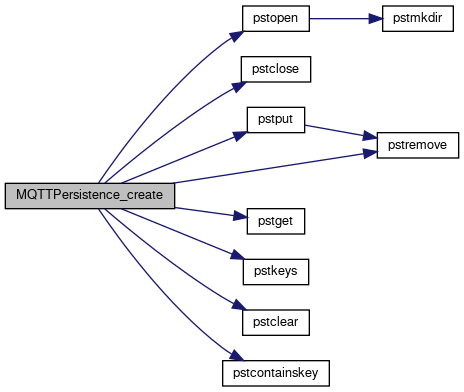 pstopen
pstmkdir
pstclose
pstput
pstremove
MQTTPersistence_create
pstget
pstkeys
pstclear
pstcontainskey